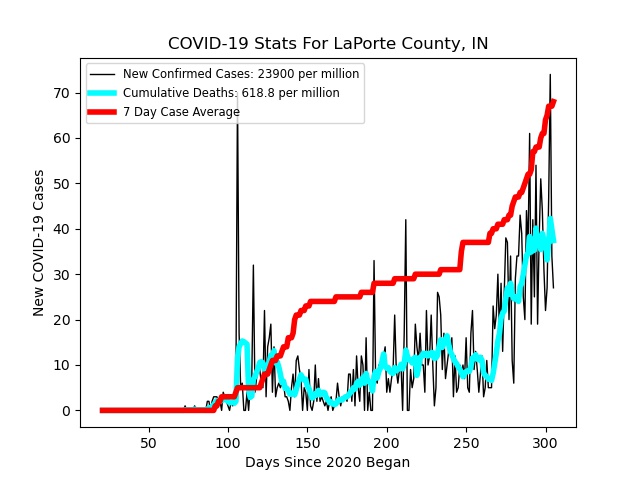 COVID-19 Stats For LaPorte County, IN
New Confirmed Cases: 23900 per million
Cumulative Deaths: 618.8 per million
7 Day Case Average
New COVID-19 Cases
70
60
50
40
30
20
10
0
50 100 150 200 250 300
Days Since 2020 Began